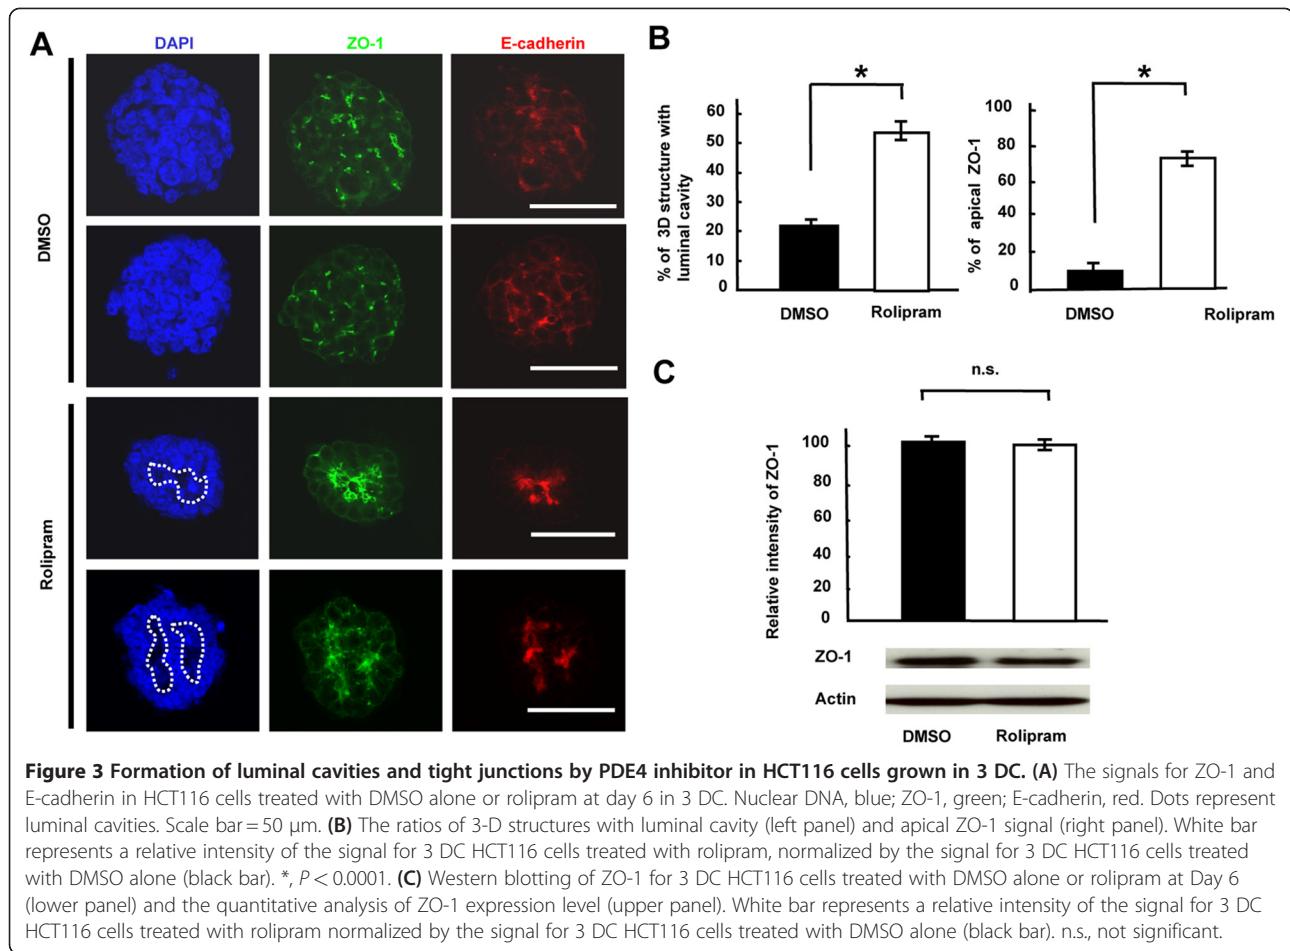 A
DAPI
ZO-1
E-cadherin
DMSO
Rolipram
B
% of 3D structure with
luminal cavity
60
50
40
30
20
10
0
*
DMSO
Rolipram
% of apical ZO-1
100
80
60
40
20
0
*
DMSO
Rolipram
C
n.s.
Relative intensity of ZO-1
100
80
60
40
20
0
ZO-1
Actin
DMSO
Rolipram
Figure 3 Formation of luminal cavities and tight junctions by PDE4 inhibitor in HCT116 cells grown in 3 DC. (A) The signals for ZO-1 and
E-cadherin in HCT116 cells treated with DMSO alone or rolipram at day 6 in 3 DC. Nuclear DNA, blue; ZO-1, green; E-cadherin, red. Dots represent
luminal cavities. Scale bar = 50 μm. (B) The ratios of 3-D structures with luminal cavity (left panel) and apical ZO-1 signal (right panel). White bar
represents a relative intensity of the signal for 3 DC HCT116 cells treated with rolipram, normalized by the signal for 3 DC HCT116 cells treated
with DMSO alone (black bar). *, P < 0.0001. (C) Western blotting of ZO-1 for 3 DC HCT116 cells treated with DMSO alone or rolipram at Day 6
(lower panel) and the quantitative analysis of ZO-1 expression level (upper panel). White bar represents a relative intensity of the signal for 3 DC
HCT116 cells treated with rolipram normalized by the signal for 3 DC HCT116 cells treated with DMSO alone (black bar). n.s., not significant.